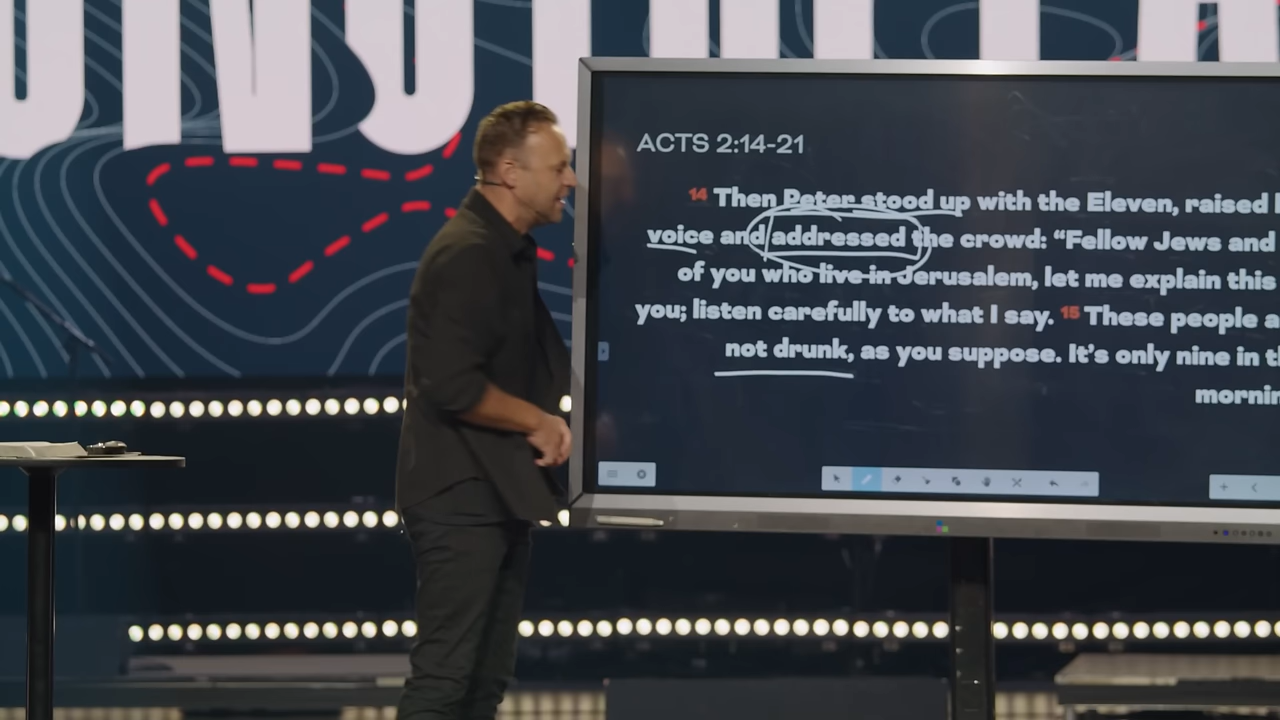 ACTS 2:14-21
14 Then Peter stood up with the Eleven, raised
voice and addressed the crowd: “Fellow Jews and
of you who live in Jerusalem, let me explain this
you; listen carefully to what I say. 15 These people
not drunk, as you suppose. It’s only nine in